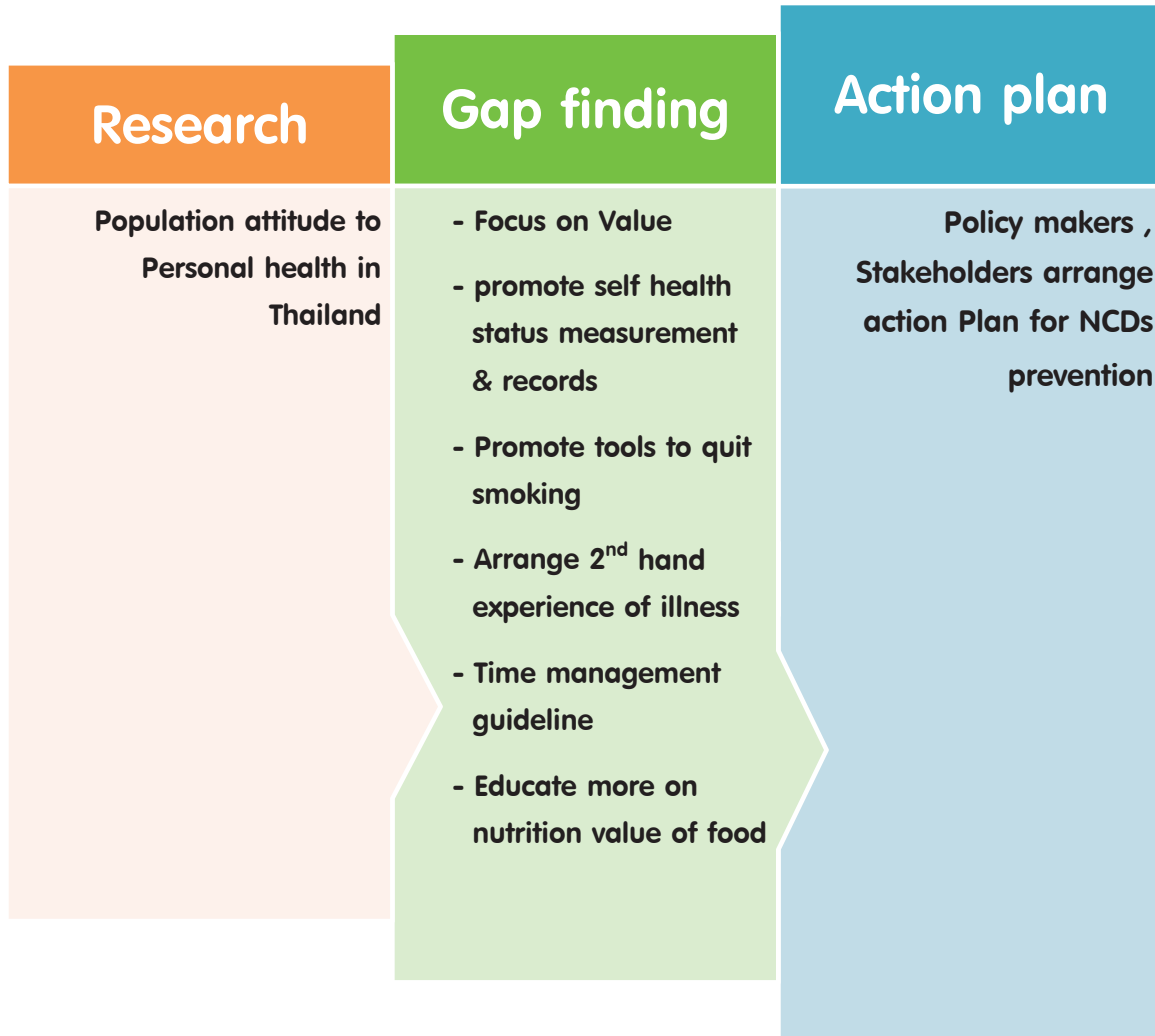 Research
Population attitude to
Personal health in
Thailand
Gap finding
- Focus on Value
- promote self health
status measurement
& records
- Promote tools to quit
smoking
- Arrange 2nd hand
experience of illness
- Time management
guideline
- Educate more on
nutrition value of food
Action plan
Policy makers ,
Stakeholders arrange
action Plan for NCDs
prevention